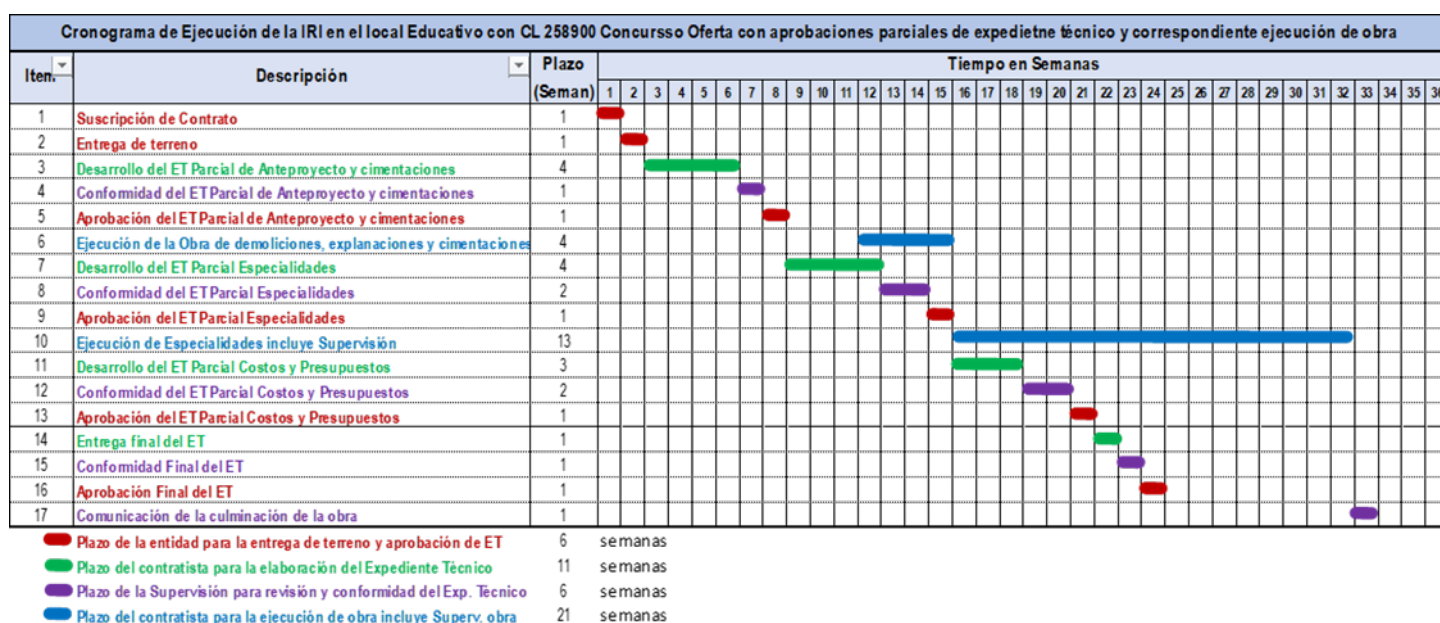 Cronograma de Ejecución de la IRI en el local Educativo con CL 258900 Concursso Oferta con aprobaciones parciales de expedietne técnico y correspondiente ejecución de obra
Item Descripción Plazo (Seman) Tiempo en Semanas
1 2 3 4 5 6 7 8 9 10 11 12 13 14 15 16 17 18 19 20 21 22 23 24 25 26 27 28 29 30 31 32 33 34 35 36
1 Suscripción de Contrato 1
2 Entrega de terreno 1
3 Desarrollo del ET Parcial de Anteproyecto y cimentaciones 4
4 Conformidad del ET Parcial de Anteproyecto y cimentaciones 1
5 Aprobación del ET Parcial de Anteproyecto y cimentaciones 1
6 Ejecución de la Obra de demoliciones, explanaciones y cimentaciones 4
7 Desarrollo del ET Parcial Especialidades 4
8 Conformidad del ET Parcial Especialidades 2
9 Aprobación del ET Parcial Especialidades 1
10 Ejecución de Especialidades incluye Supervisión 13
11 Desarrollo del ET Parcial Costos y Presupuestos 3
12 Conformidad del ET Parcial Costos y Presupuestos 2
13 Aprobación del ET Parcial Costos y Presupuestos 1
14 Entrega final del ET 1
15 Conformidad Final del ET 1
16 Aprobación Final del ET 1
17 Comunicación de la culminación de la obra 1
Plazo de la entidad para la entrega de terreno y aprobación de ET 6 semanas
Plazo del contratista para la elaboración del Expediente Técnico 11 semanas
Plazo de la Supervisión para revisión y conformidad del Exp. Técnico 6 semanas
Plazo del contratista para la ejecución de obra incluye Superv. obra 21 semanas